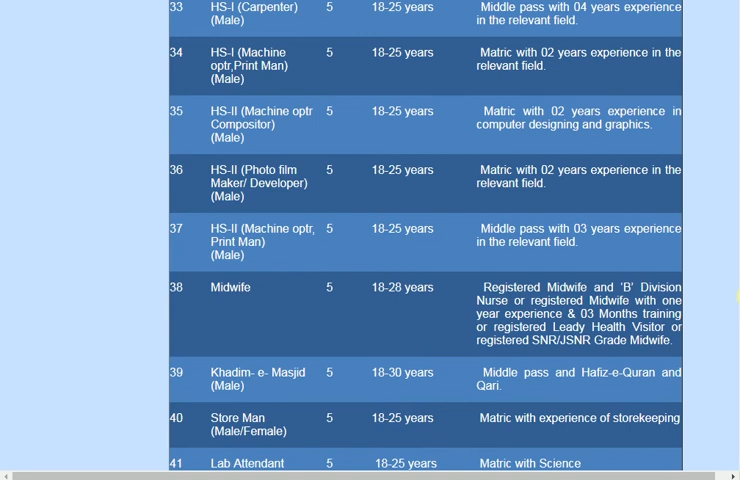 33 HS-I (Carpenter) 5 18-25 years Middle pass with 04 years experience
(Male) in the relevant field.
34 HS-I (Machine 5 18-25 years Matric with 02 years experience in the
optr,Print Man) relevant field.
(Male)
35 HS-II (Machine optr 5 18-25 years Matric with 02 years experience in
Compositor) computer designing and graphics.
(Male)
36 HS-II (Photo film 5 18-25 years Matric with 02 years experience in the
Maker/ Developer) relevant field.
(Male)
37 HS-II (Machine optr, 5 18-25 years Middle pass with 03 years experience
Print Man) in the relevant field.
(Male)
38 Midwife 5 18-28 years Registered Midwife and 'B' Division
Nurse or registered Midwife with one
year experience & 03 Months training
or registered Leady Health Visitor or
registered SNR/JSNR Grade Midwife.
39 Khadim- e- Masjid 5 18-30 years Middle pass and Hafiz-e-Quran and
(Male) Qari.
40 Store Man 5 18-25 years Matric with experience of storekeeping
(Male/Female)
41 Lab Attendant 5 18-25 years Matric with Science